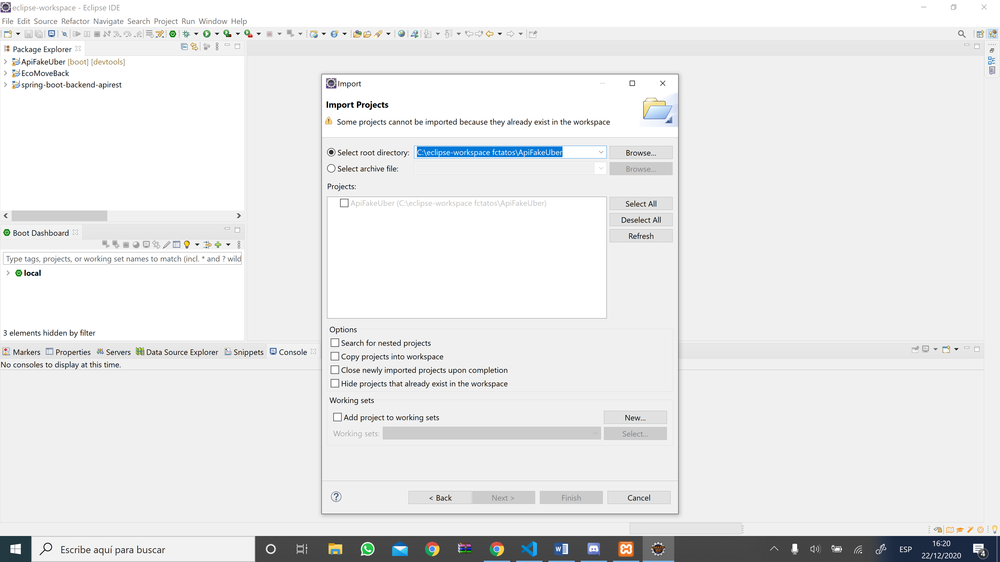 eclipse-workspace - Eclipse IDE
File Edit Source Refactor Navigate Search Project Run Window Help
Package Explorer
ApiFakeUber [boot] [devtools]
EcoMoveBack
spring-boot-backend-apirest
Boot Dashboard
Type tags, projects, or working set names to match (incl. * and ? wild
local
3 elements hidden by filter
Markers Properties Servers Data Source Explorer Snippets Console
No consoles to display at this time.
Import
Import Projects
Some projects cannot be imported because they already exist in the workspace
Select root directory: C:\eclipse-workspace fctatos\ApiFakeUber Browse...
Select archive file: Browse...
Projects:
ApiFakeUber (C:\eclipse-workspace fctatos\ApiFakeUber)
Select All
Deselect All
Refresh
Options
Search for nested projects
Copy projects into workspace
Close newly imported projects upon completion
Hide projects that already exist in the workspace
Working sets
Add project to working sets New...
Working sets: Select...
< Back Next > Finish Cancel
Escribe aquí para buscar
Java EE
IDE
ESP
16:20
22/12/2020
4